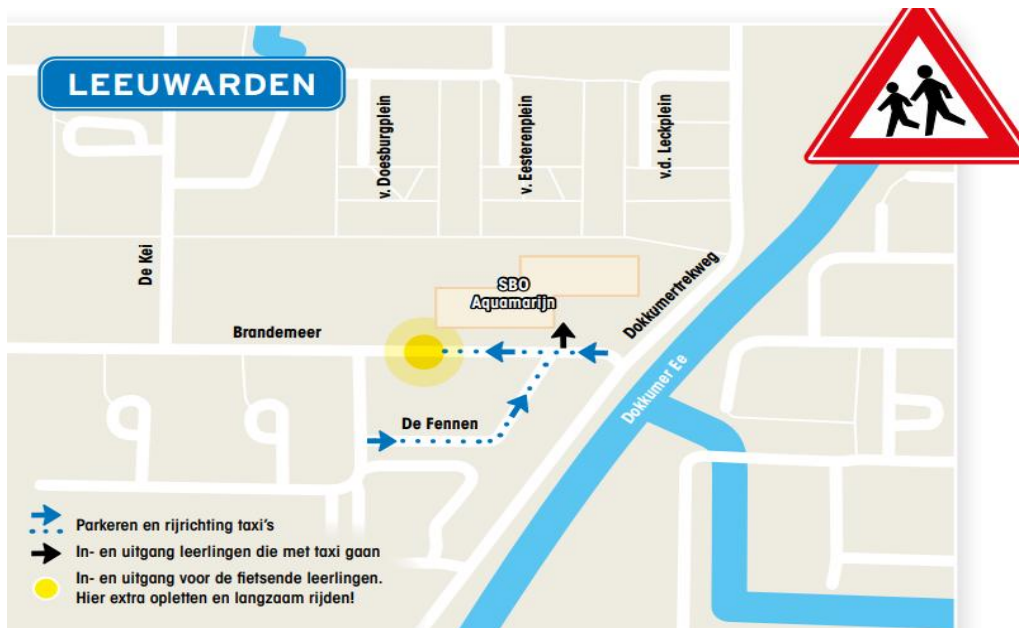 LEEUWARDEN
v. Doesburgplein
v. Eesterenplein
v.d. Leckplein
De Kei
SBO
Aquamarijn
Dokkumertrekweg
Brandemeer
Dokkumer Ee
De Fennen
Parkeren en rijrichting taxi's
In- en uitgang leerlingen die met taxi gaan
In- en uitgang voor de fietsende leerlingen.
Hier extra opletten en langzaam rijden!